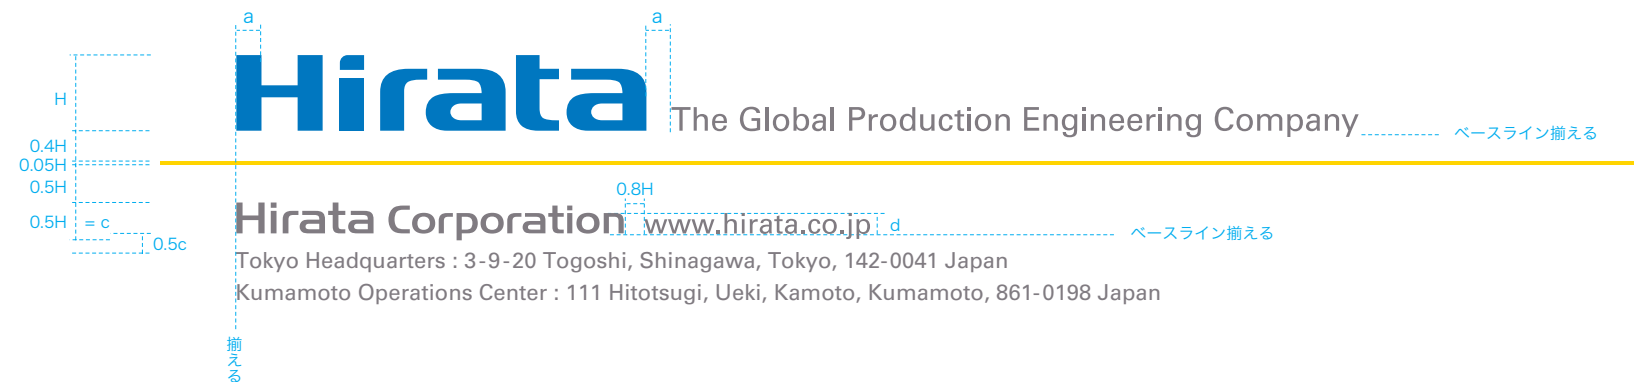 a a
H
Hirata The Global Production Engineering Company ベースライン揃える
0.4H
0.05H
0.5H
0.8H
0.5H = c Hirata Corporation www.hirata.co.jp d ベースライン揃える
0.5c
Tokyo Headquarters : 3-9-20 Togoshi, Shinagawa, Tokyo, 142-0041 Japan
Kumamoto Operations Center : 111 Hitotsugi, Ueki, Kamoto, Kumamoto, 861-0198 Japan
揃える